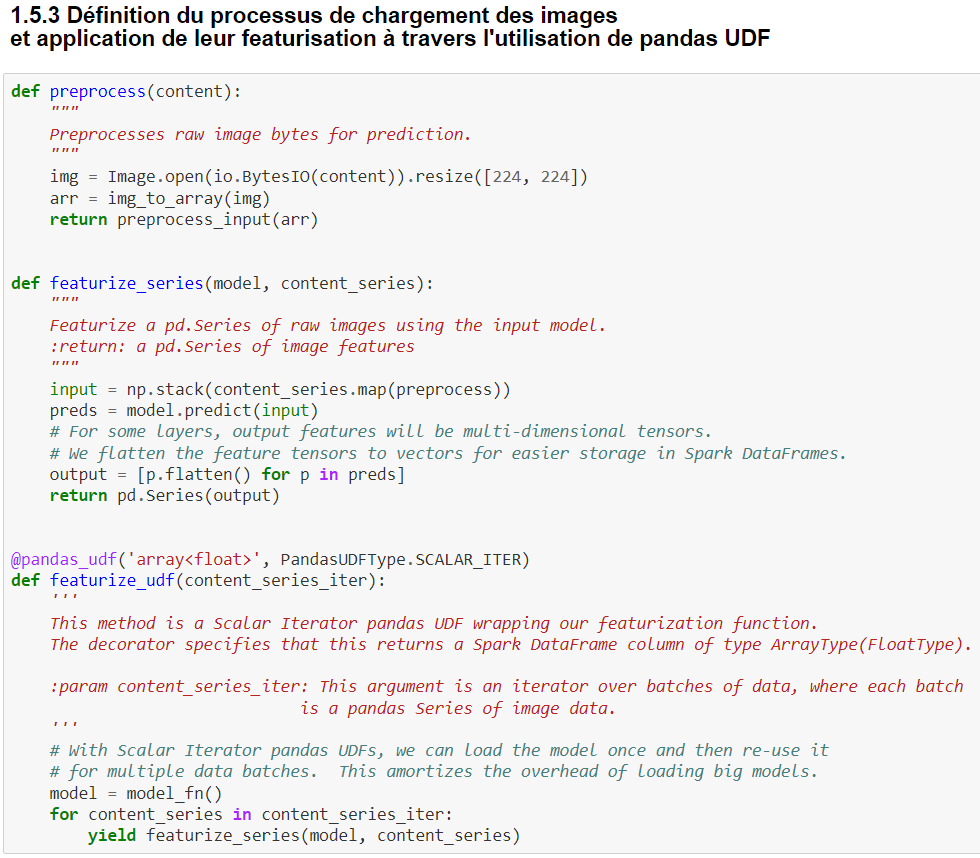 1.5.3 Définition du processus de chargement des images
et application de leur featurisation à travers l'utilisation de pandas UDF
def preprocess(content):
    """
    Preprocesses raw image bytes for prediction.
    """
    img = Image.open(io.BytesIO(content)).resize([224, 224])
    arr = img_to_array(img)
    return preprocess_input(arr)
def featurize_series(model, content_series):
    """
    Featurize a pd.Series of raw images using the input model.
    :return: a pd.Series of image features
    """
    input = np.stack(content_series.map(preprocess))
    preds = model.predict(input)
    # For some layers, output features will be multi-dimensional tensors.
    # We flatten the feature tensors to vectors for easier storage in Spark DataFrames.
    output = [p.flatten() for p in preds]
    return pd.Series(output)
@pandas_udf('array<float>', PandasUDFType.SCALAR_ITER)
def featurize_udf(content_series_iter):
    '''
    This method is a Scalar Iterator pandas UDF wrapping our featurization function.
    The decorator specifies that this returns a Spark DataFrame column of type ArrayType(FloatType).
    :param content_series_iter: This argument is an iterator over batches of data, where each batch
                              is a pandas Series of image data.
    '''
    # With Scalar Iterator pandas UDFs, we can load the model once and then re-use it
    # for multiple data batches.  This amortizes the overhead of loading big models.
    model = model_fn()
    for content_series in content_series_iter:
        yield featurize_series(model, content_series)